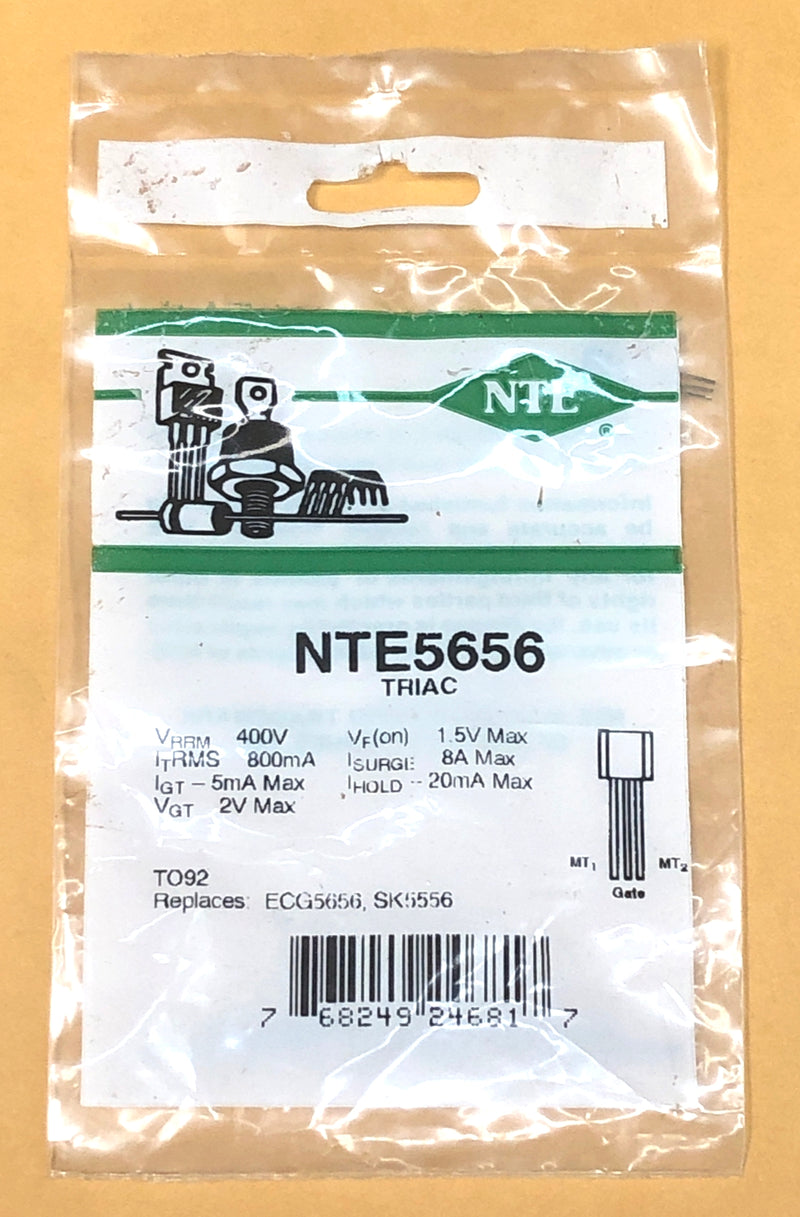 NTE
®
NTE5656
TRIAC
VRRM 400V VF(on) 1.5V Max
ITRMS 800mA ISURGE 8A Max
IGT – 5mA Max IHOLD -- 20mA Max
VGT 2V Max
MT1 MT2
Gate
TO92
Replaces: ECG5656, SK5556
7 68249 24681 7